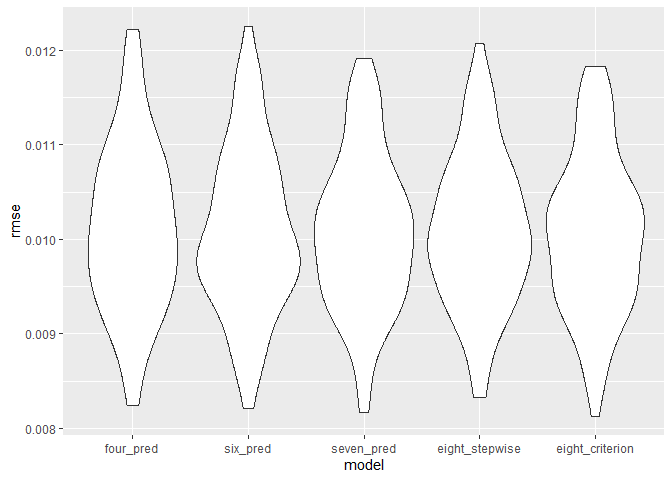 0.012
0.011
0.010
0.009
0.008
rmse
four_pred six_pred seven_pred eight_stepwise eight_criterion
model